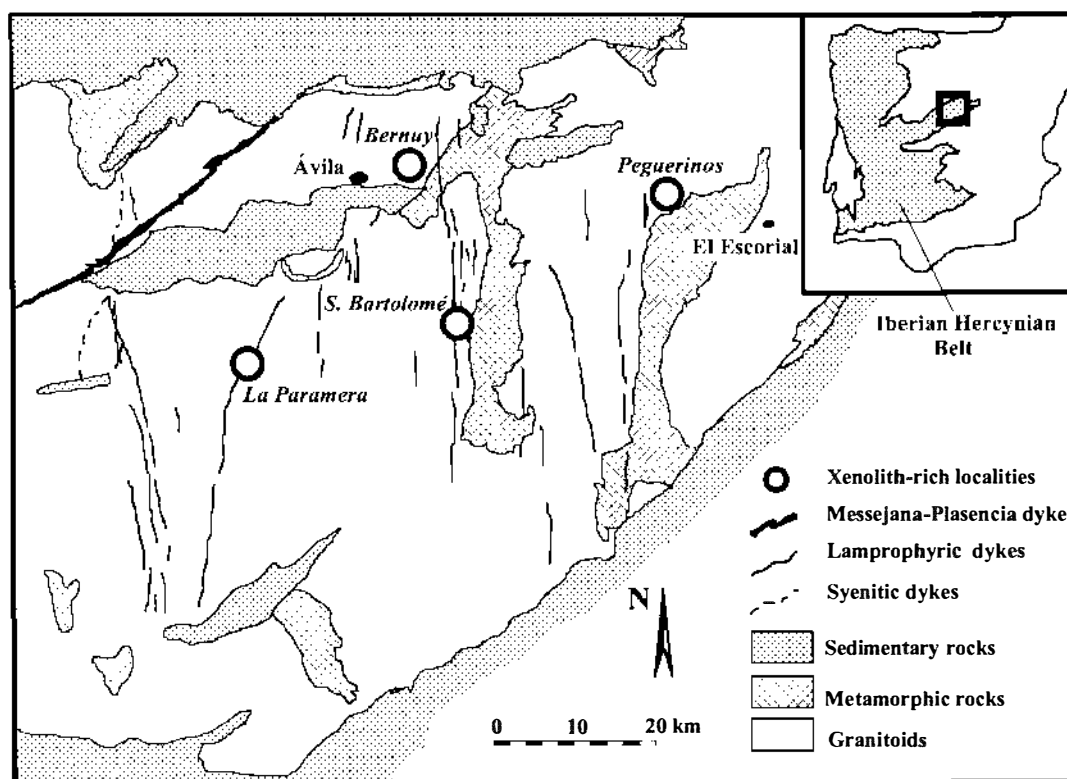 Bernuy
Ávila
Peguerinos
El Escorial
S. Bartolomé
La Paramera
Iberian Hercynian
Belt
Xenolith-rich localities
Messejana-Plasencia dyke
Lamprophyric dykes
Syenitic dykes
N
Sedimentary rocks
Metamorphic rocks
Granitoids
0 10 20 km